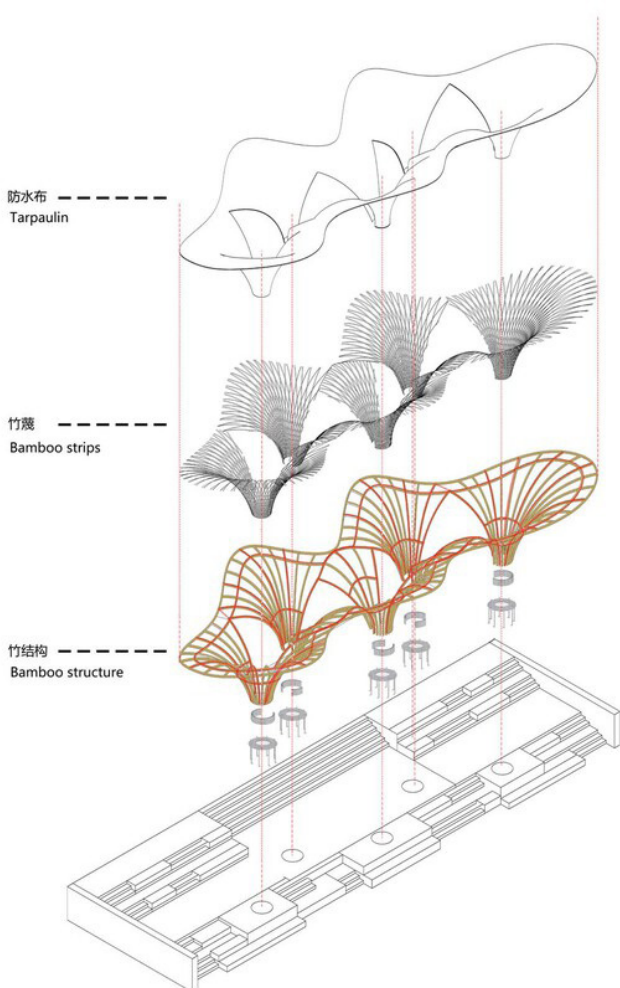 防水布
Tarpaulin
竹篾
Bamboo strips
竹结构
Bamboo structure